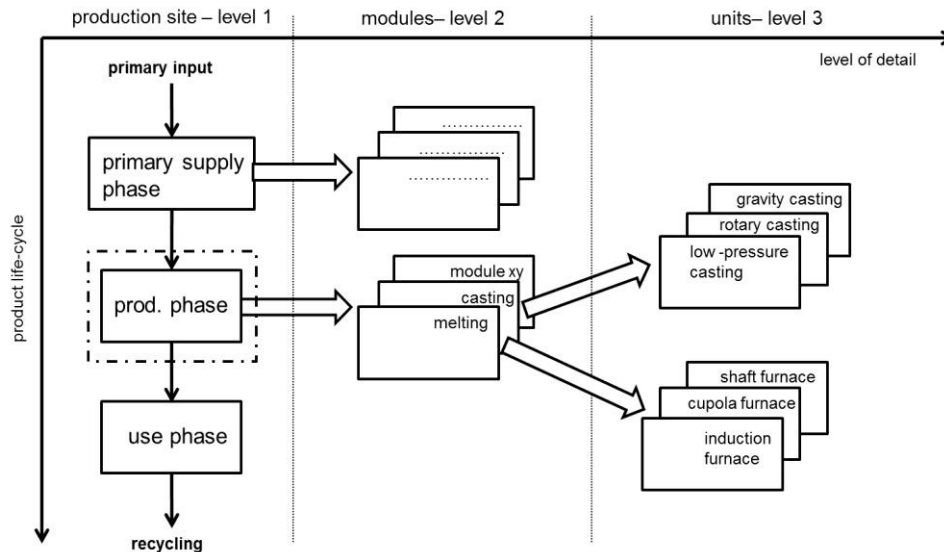 production site – level 1
modules– level 2
units– level 3
level of detail
product life-cycle
primary input
primary supply
phase
prod. phase
use phase
recycling
....................
....................
....................
module xy
casting
melting
gravity casting
rotary casting
low -pressure
casting
shaft furnace
cupola furnace
induction
furnace